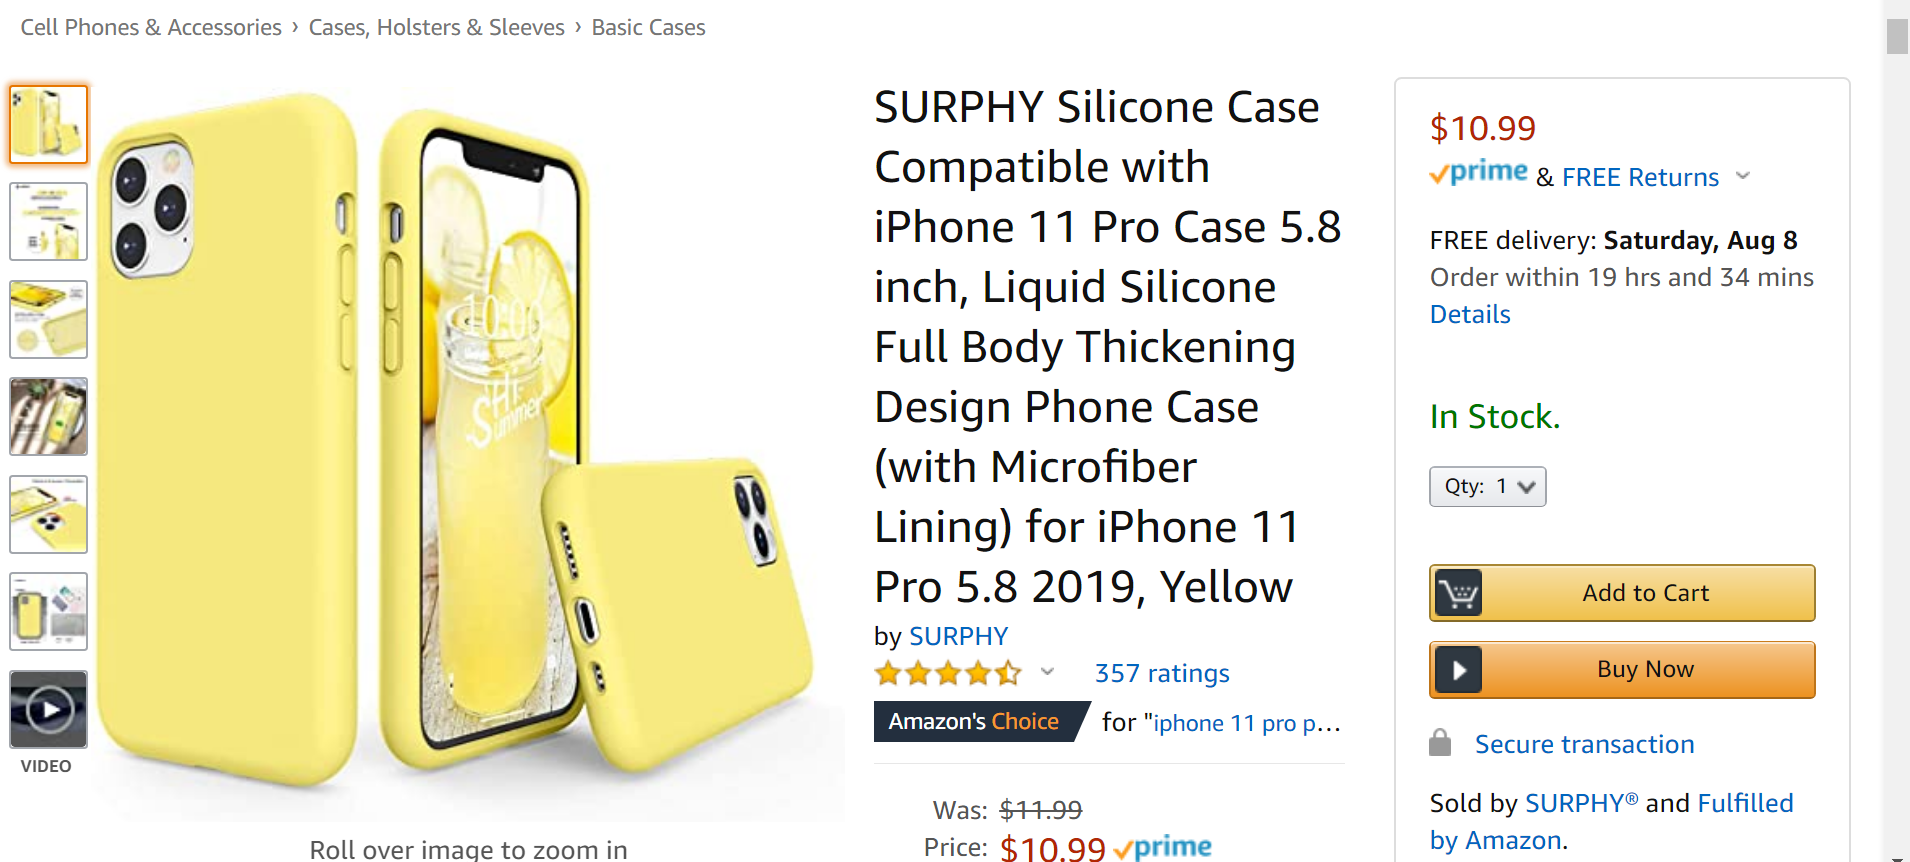 Cell Phones & Accessories › Cases, Holsters & Sleeves › Basic Cases
10:00
Hi
Summer
VIDEO
Roll over image to zoom in
SURPHY Silicone Case
Compatible with
iPhone 11 Pro Case 5.8
inch, Liquid Silicone
Full Body Thickening
Design Phone Case
(with Microfiber
Lining) for iPhone 11
Pro 5.8 2019, Yellow
by SURPHY
357 ratings
Amazon's Choice for "iphone 11 pro p...
Was: $11.99
Price: $10.99 prime
$10.99
prime & FREE Returns
FREE delivery: Saturday, Aug 8
Order within 19 hrs and 34 mins
Details
In Stock.
Qty: 1
Add to Cart
Buy Now
Secure transaction
Sold by SURPHY® and Fulfilled
by Amazon.